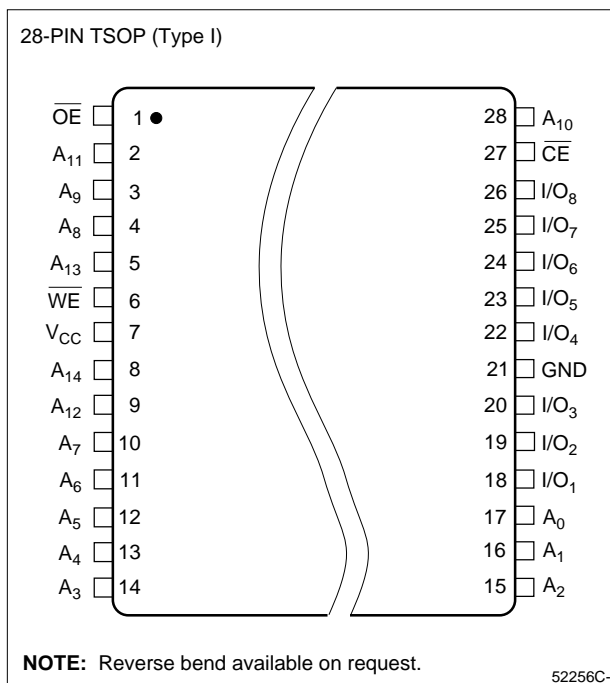 28-PIN TSOP (Type I)
OE 1 28 A10
A11 2 27 CE
A9 3 26 I/O8
A8 4 25 I/O7
A13 5 24 I/O6
WE 6 23 I/O5
VCC 7 22 I/O4
A14 8 21 GND
A12 9 20 I/O3
A7 10 19 I/O2
A6 11 18 I/O1
A5 12 17 A0
A4 13 16 A1
A3 14 15 A2
NOTE: Reverse bend available on request.
52256C-